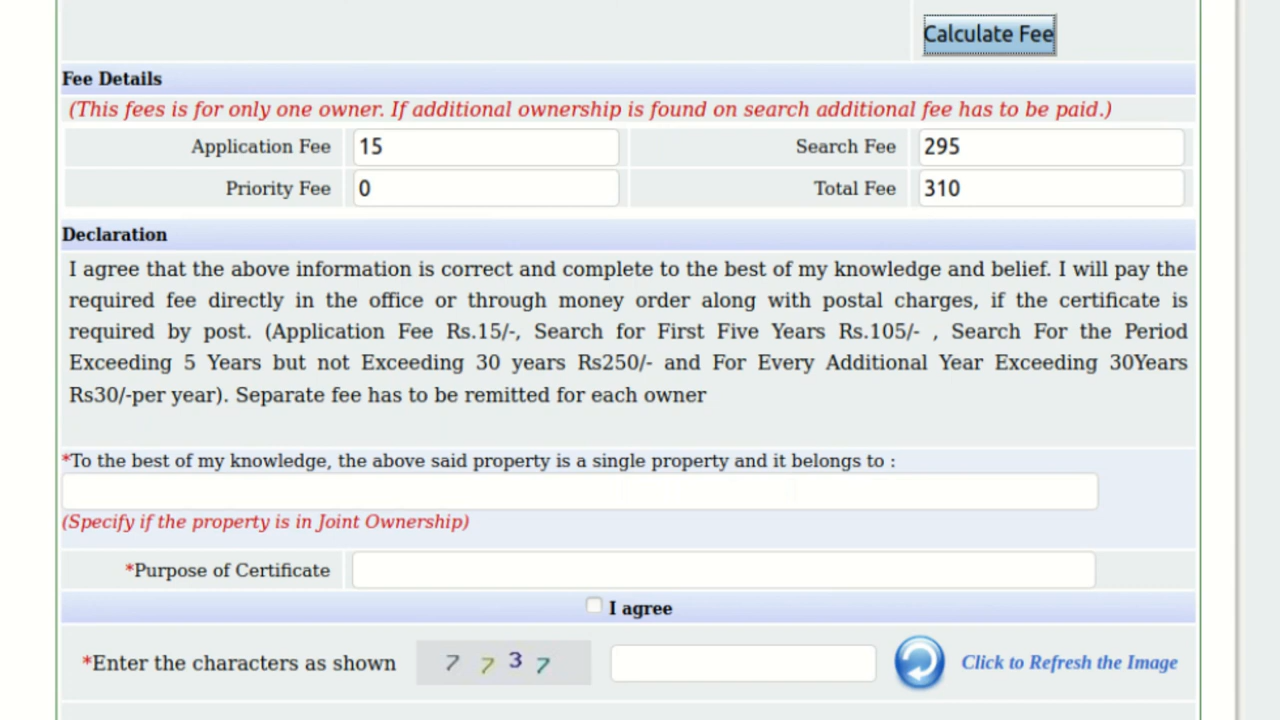 Calculate Fee
Fee Details
(This fees is for only one owner. If additional ownership is found on search additional fee has to be paid.)
Application Fee 15 Search Fee 295
Priority Fee 0 Total Fee 310
Declaration
I agree that the above information is correct and complete to the best of my knowledge and belief. I will pay the
required fee directly in the office or through money order along with postal charges, if the certificate is
required by post. (Application Fee Rs.15/-, Search for First Five Years Rs.105/- , Search For the Period
Exceeding 5 Years but not Exceeding 30 years Rs250/- and For Every Additional Year Exceeding 30Years
Rs30/-per year). Separate fee has to be remitted for each owner
*To the best of my knowledge, the above said property is a single property and it belongs to :
(Specify if the property is in Joint Ownership)
*Purpose of Certificate
I agree
*Enter the characters as shown 7 7 3 7 Click to Refresh the Image